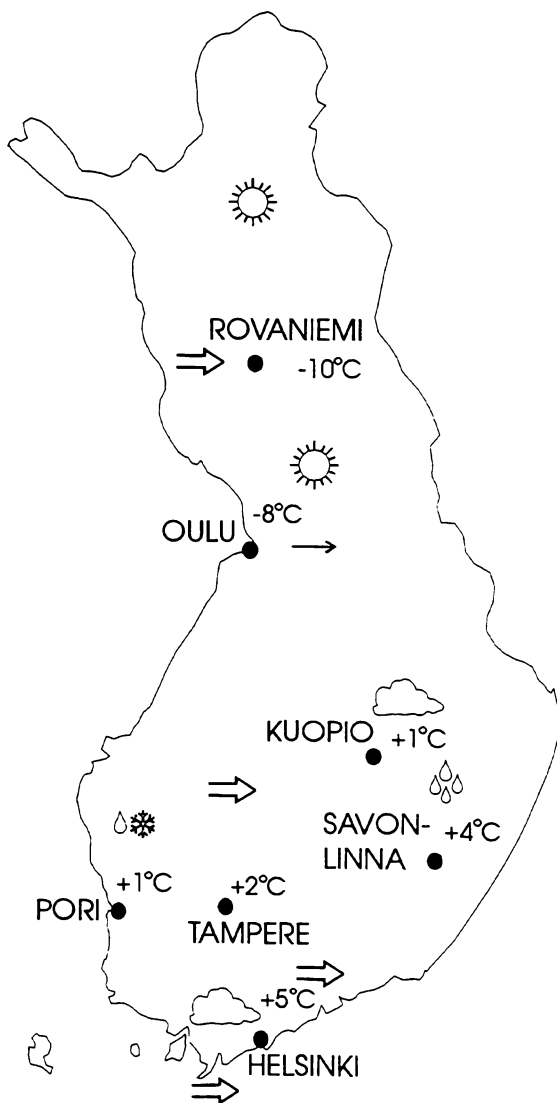 ROVANIEMI
-10°C
-8°C
OULU
KUOPIO
+1°C
SAVON-
LINNA
+4°C
+1°C
PORI
+2°C
TAMPERE
+5°C
HELSINKI